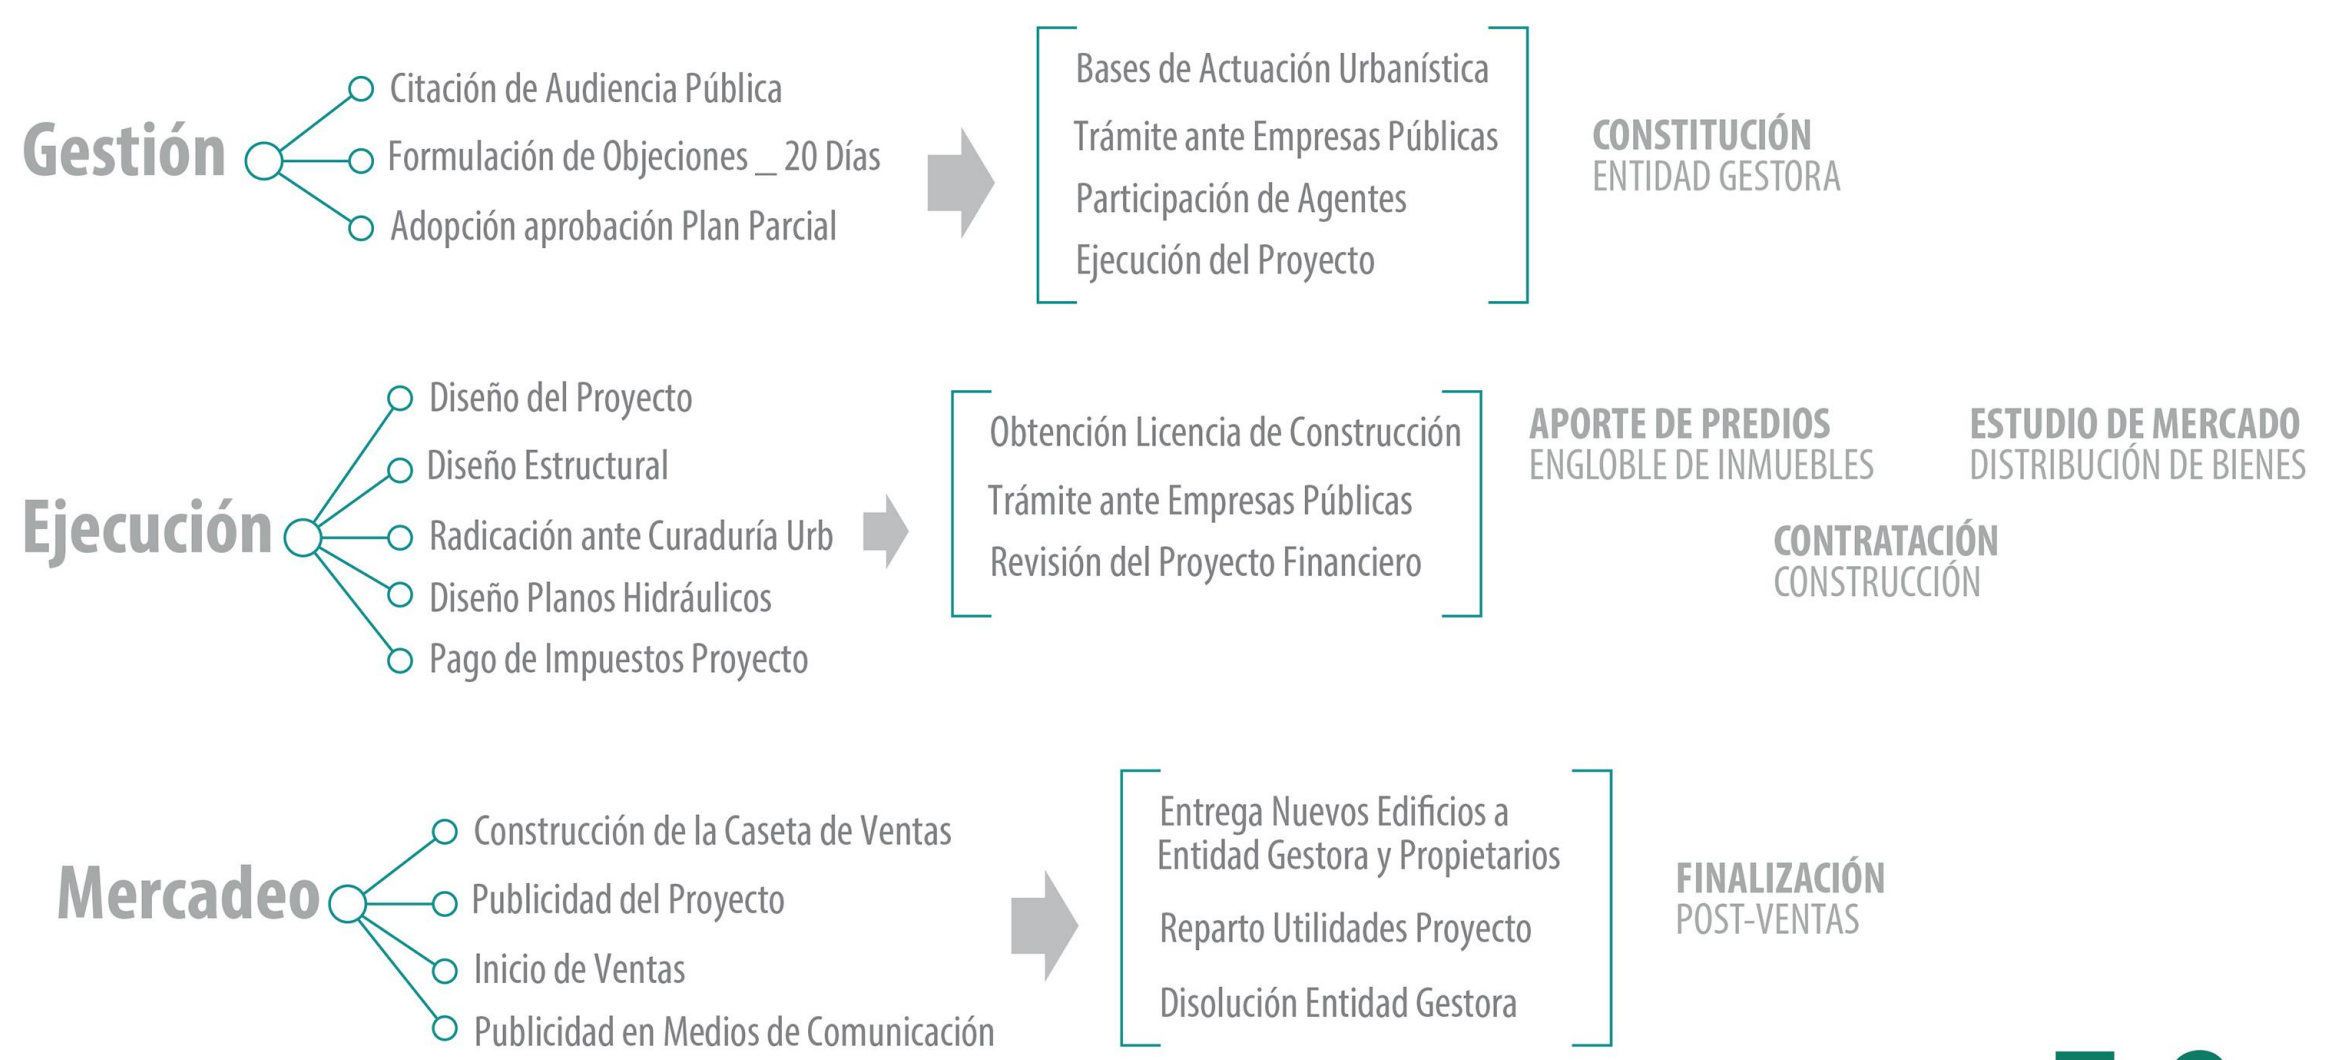 Gestión
Citación de Audiencia Pública
Formulación de Objeciones _ 20 Días
Adopción aprobación Plan Parcial
Bases de Actuación Urbanística
Trámite ante Empresas Públicas
Participación de Agentes
Ejecución del Proyecto
CONSTITUCIÓN
ENTIDAD GESTORA
Ejecución
Diseño del Proyecto
Diseño Estructural
Radicación ante Curaduría Urb
Diseño Planos Hidráulicos
Pago de Impuestos Proyecto
Obtención Licencia de Construcción
Trámite ante Empresas Públicas
Revisión del Proyecto Financiero
APORTE DE PREDIOS
ENGLOBLE DE INMUEBLES
ESTUDIO DE MERCADO
DISTRIBUCIÓN DE BIENES
CONTRATACIÓN
CONSTRUCCIÓN
Mercadeo
Construcción de la Caseta de Ventas
Publicidad del Proyecto
Inicio de Ventas
Publicidad en Medios de Comunicación
Entrega Nuevos Edificios a
Entidad Gestora y Propietarios
Reparto Utilidades Proyecto
Disolución Entidad Gestora
FINALIZACIÓN
POST-VENTAS